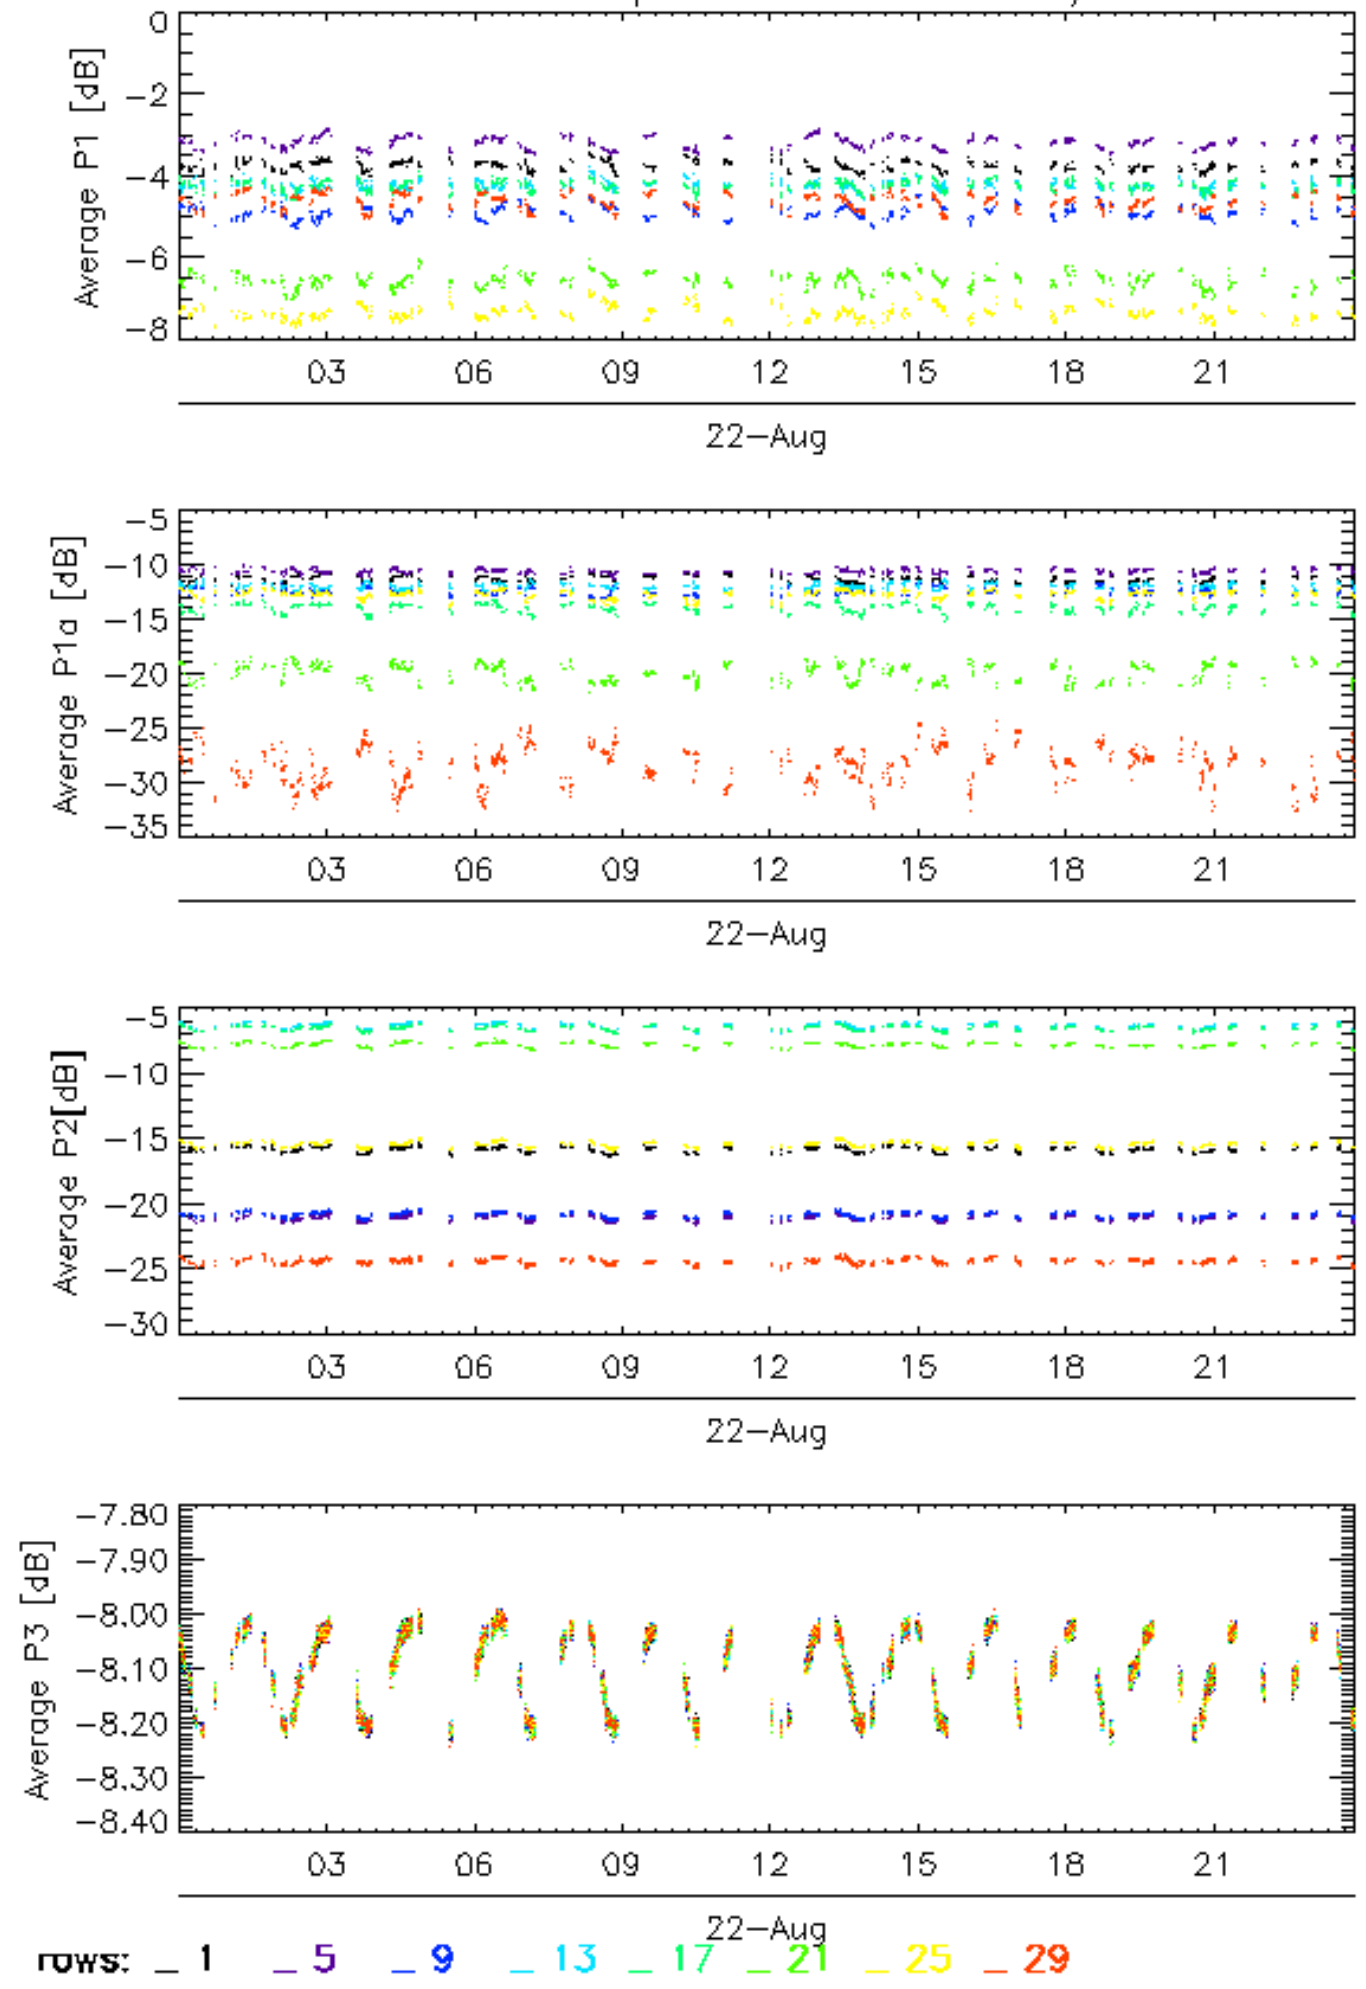 0
-2
-4
-6
-8
Average P1 [dB]
03 06 09 12 15 18 21
22-Aug
-5
-10
-15
-20
-25
-30
-35
Average P1a [dB]
03 06 09 12 15 18 21
22-Aug
-5
-10
-15
-20
-25
-30
Average P2[dB]
03 06 09 12 15 18 21
22-Aug
-7.80
-7.90
-8.00
-8.10
-8.20
-8.30
-8.40
Average P3 [dB]
03 06 09 12 15 18 21
22-Aug
rows: _ 1 _ 5 _ 9 _ 13 _ 17 _ 21 _ 25 _ 29